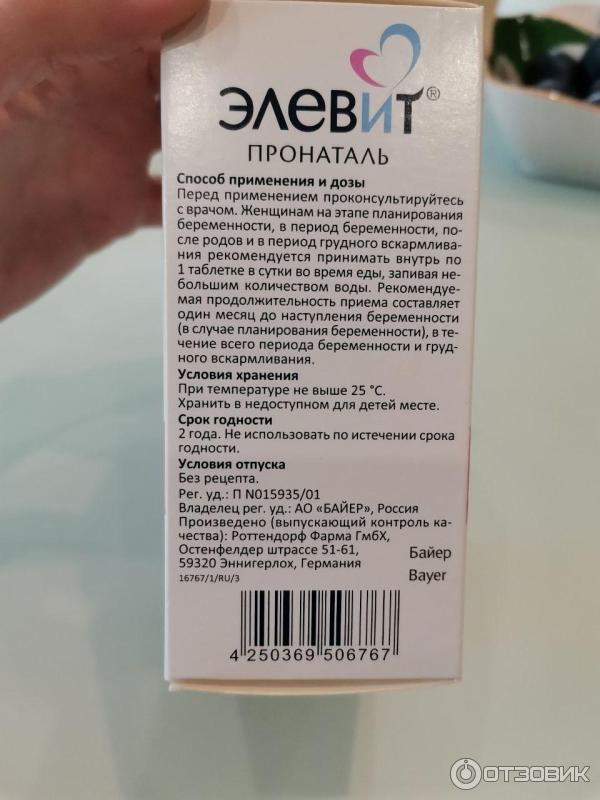 ЭЛЕВИТ®
ПРОНАТАЛЬ
Способ применения и дозы
Перед применением проконсультируйтесь
с врачом. Женщинам на этапе планирования
беременности, в период беременности, по-
сле родов и в период грудного вскармлива-
ния рекомендуется принимать внутрь по
1 таблетке в сутки во время еды, запивая не-
большим количеством воды. Рекомендуе-
мая продолжительность приема составляет
один месяц до наступления беременности
(в случае планирования беременности), в те-
чение всего периода беременности и груд-
ного вскармливания.
Условия хранения
При температуре не выше 25 °C.
Хранить в недоступном для детей месте.
Срок годности
2 года. Не использовать по истечении срока
годности.
Условия отпуска
Без рецепта.
Рег. уд.: П N015935/01
Владелец рег. уд.: АО «БАЙЕР», Россия
Произведено (выпускающий контроль ка-
чества): Роттендорф Фарма ГмбХ,
Остенфелдер штрассе 51-61,
59320 Эннигерлох, Германия
16767/1/RU/3
Байер
Bayer
4 250369 506767
ОТЗОВИК